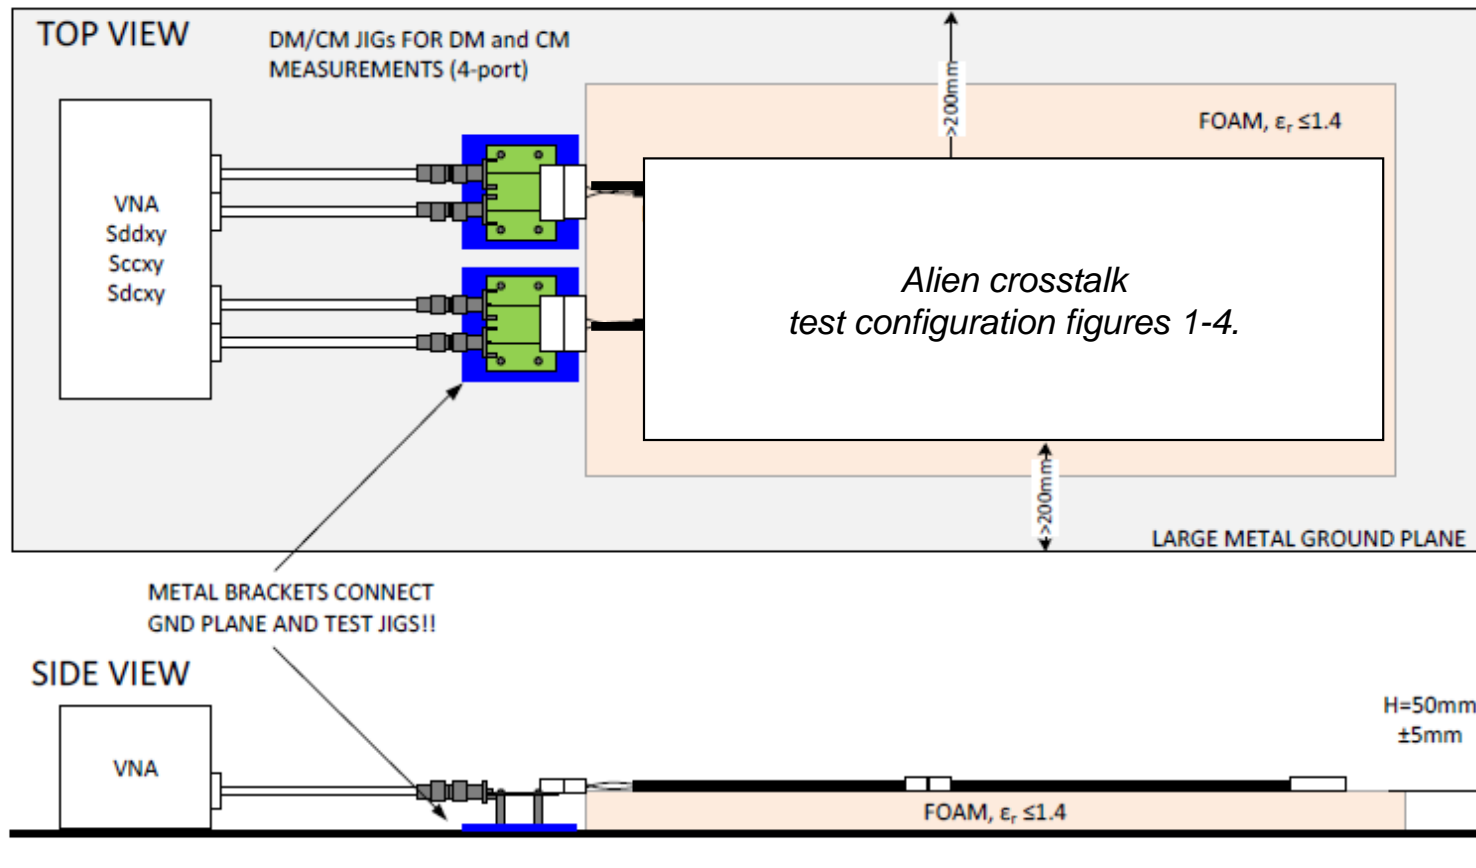 TOP VIEW
DM/CM JIGs FOR DM and CM
MEASUREMENTS (4-port)
>200mm
FOAM, εr ≤1.4
VNA
Sddxy
Sccxy
Sdcxy
Alien crosstalk
test configuration figures 1-4.
>200mm
LARGE METAL GROUND PLANE
METAL BRACKETS CONNECT
GND PLANE AND TEST JIGS!!
SIDE VIEW
H=50mm
±5mm
VNA
FOAM, εr ≤1.4